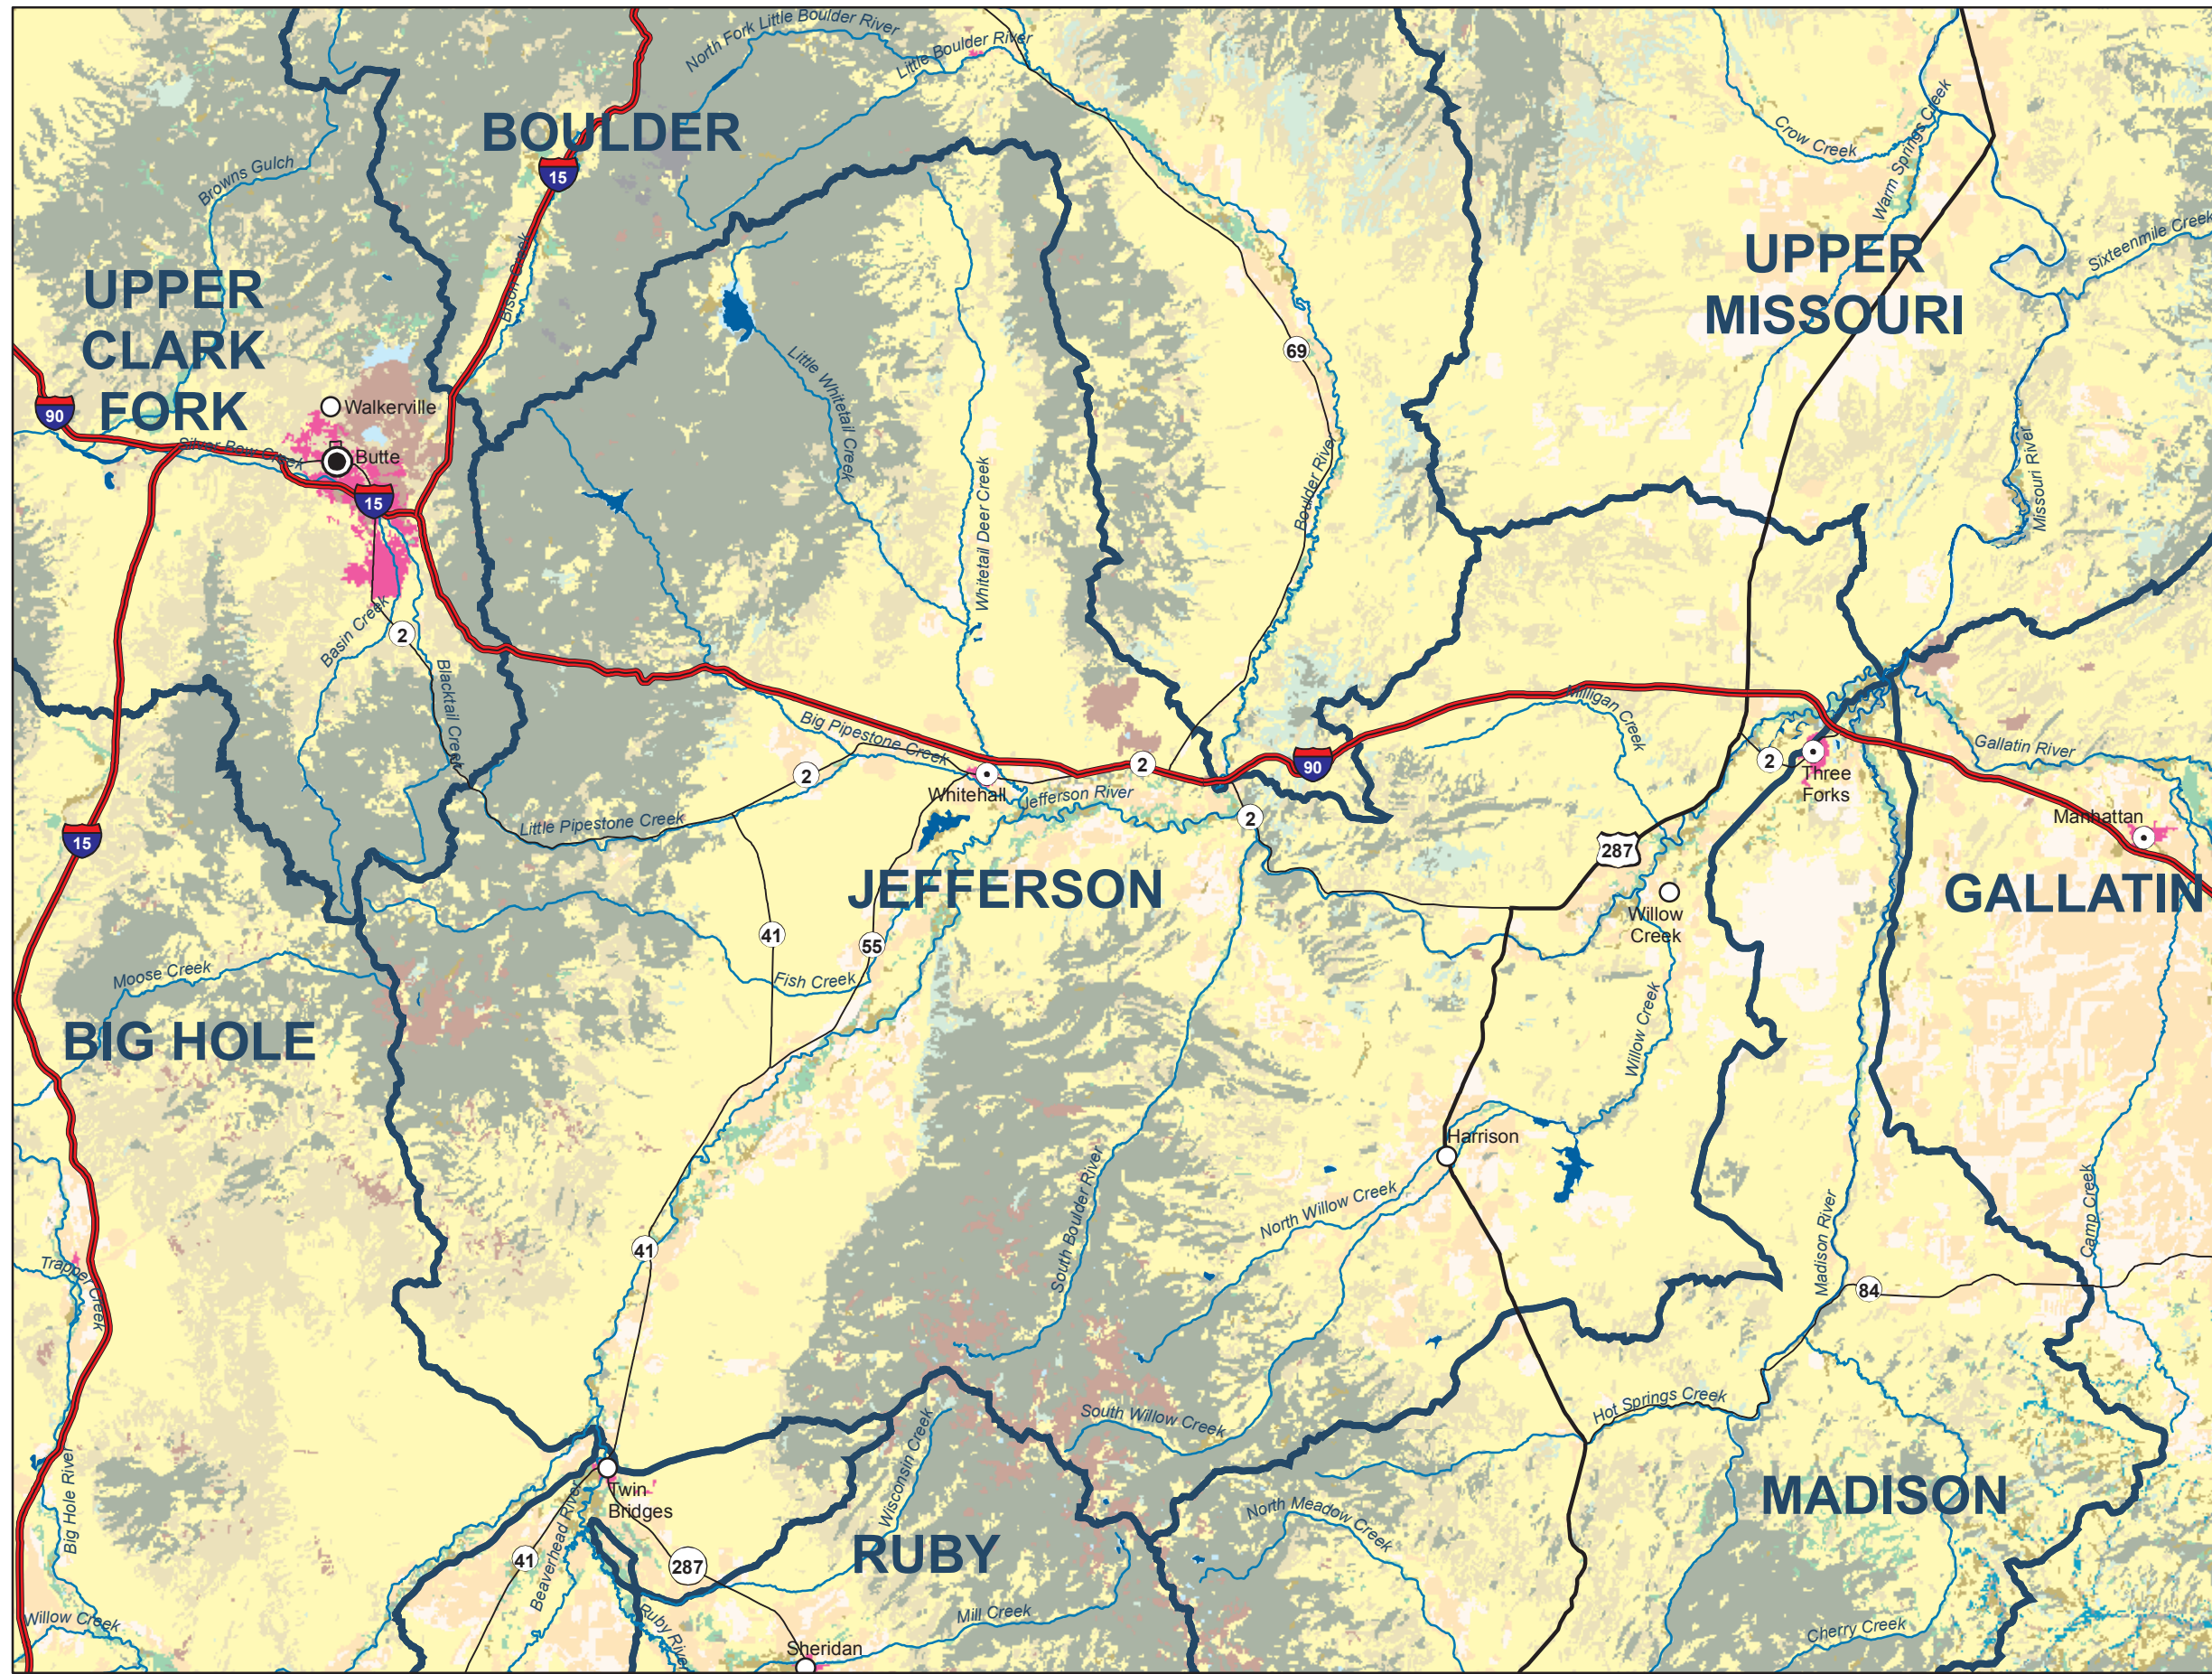 North Fork Little Boulder River
Little Boulder River
BOULDER
15
Crow Creek
Warm Springs Creek
Browns Gulch
Bison Creek
Sixteenmile Creek
UPPER
MISSOURI
UPPER
CLARK
FORK
69
Little Whitetail Creek
90
Walkerville
Silver Bow Creek
Butte
15
Whitetail Deer Creek
Boulder River
Missouri River
Basin Creek
2
Blacktail Creek
Milligan Creek
Big Pipestone Creek
90
2
2
Three
Forks
Gallatin River
2
Whitehall
Jefferson River
2
Manhattan
Little Pipestone Creek
15
287
JEFFERSON
GALLATIN
Willow
Creek
41
55
Fish Creek
Moose Creek
BIG HOLE
Willow Creek
Harrison
North Willow Creek
South Boulder River
Madison River
Camp Creek
41
Trapper Creek
84
Hot Springs Creek
South Willow Creek
Wisconsin Creek
Big Hole River
Twin
Bridges
Beaverhead River
MADISON
North Meadow Creek
RUBY
41
287
Willow Creek
Ruby River
Mill Creek
Cherry Creek
Sheridan